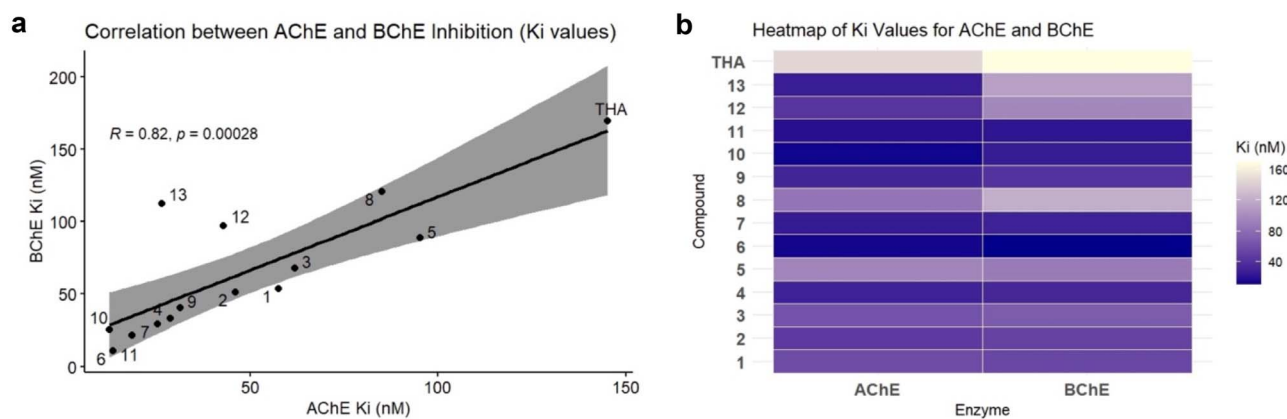 a
Correlation between AChE and BChE Inhibition (Ki values)
200
150
100
50
0
BChE Ki (nM)
R = 0.82, p = 0.00028
THA
13
12
8
5
3
1
2
9
4
7
10
11
6
50
100
150
AChE Ki (nM)
b
Heatmap of Ki Values for AChE and BChE
THA
13
12
11
10
9
8
7
6
5
4
3
2
1
Compound
AChE
BChE
Enzyme
Ki (nM)
160
120
80
40